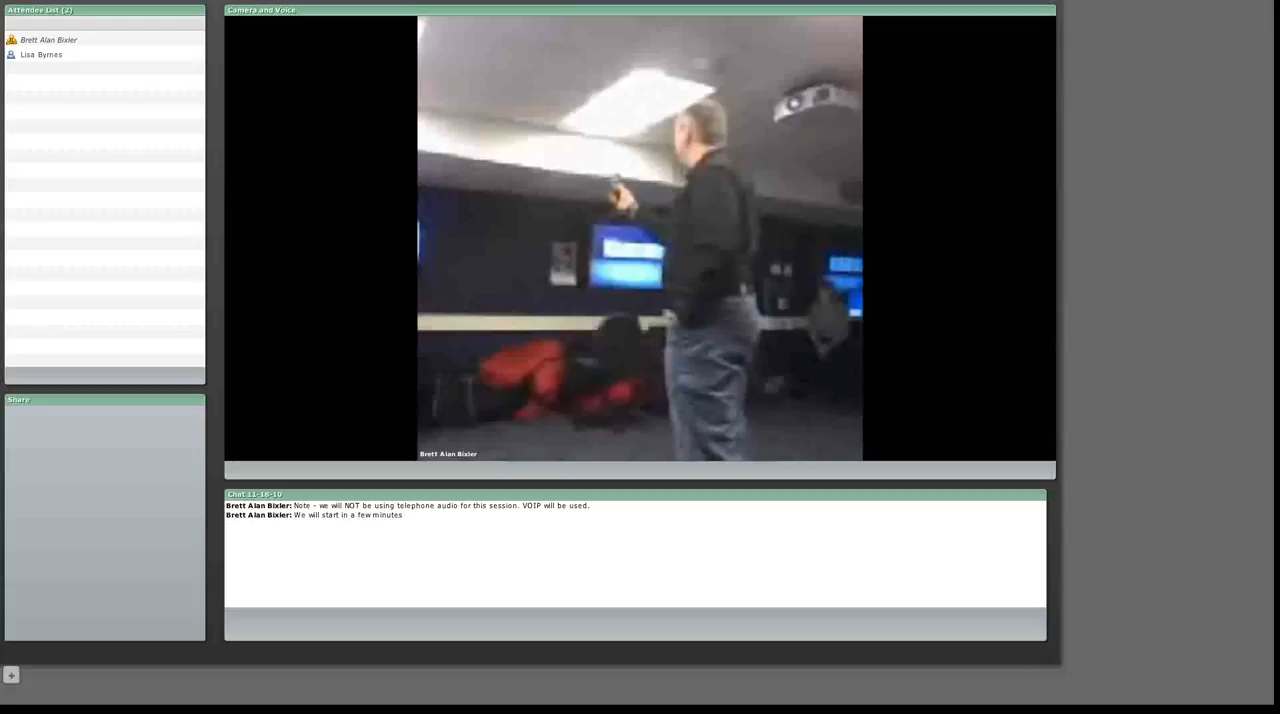 Attendee List (2)
Brett Alan Bixler
Lisa Byrnes
Share
Camera and Voice
Brett Alan Bixler
Chat 11-18-10
Brett Alan Bixler: Note - we will NOT be using telephone audio for this session. VOIP will be used.
Brett Alan Bixler: We will start in a few minutes